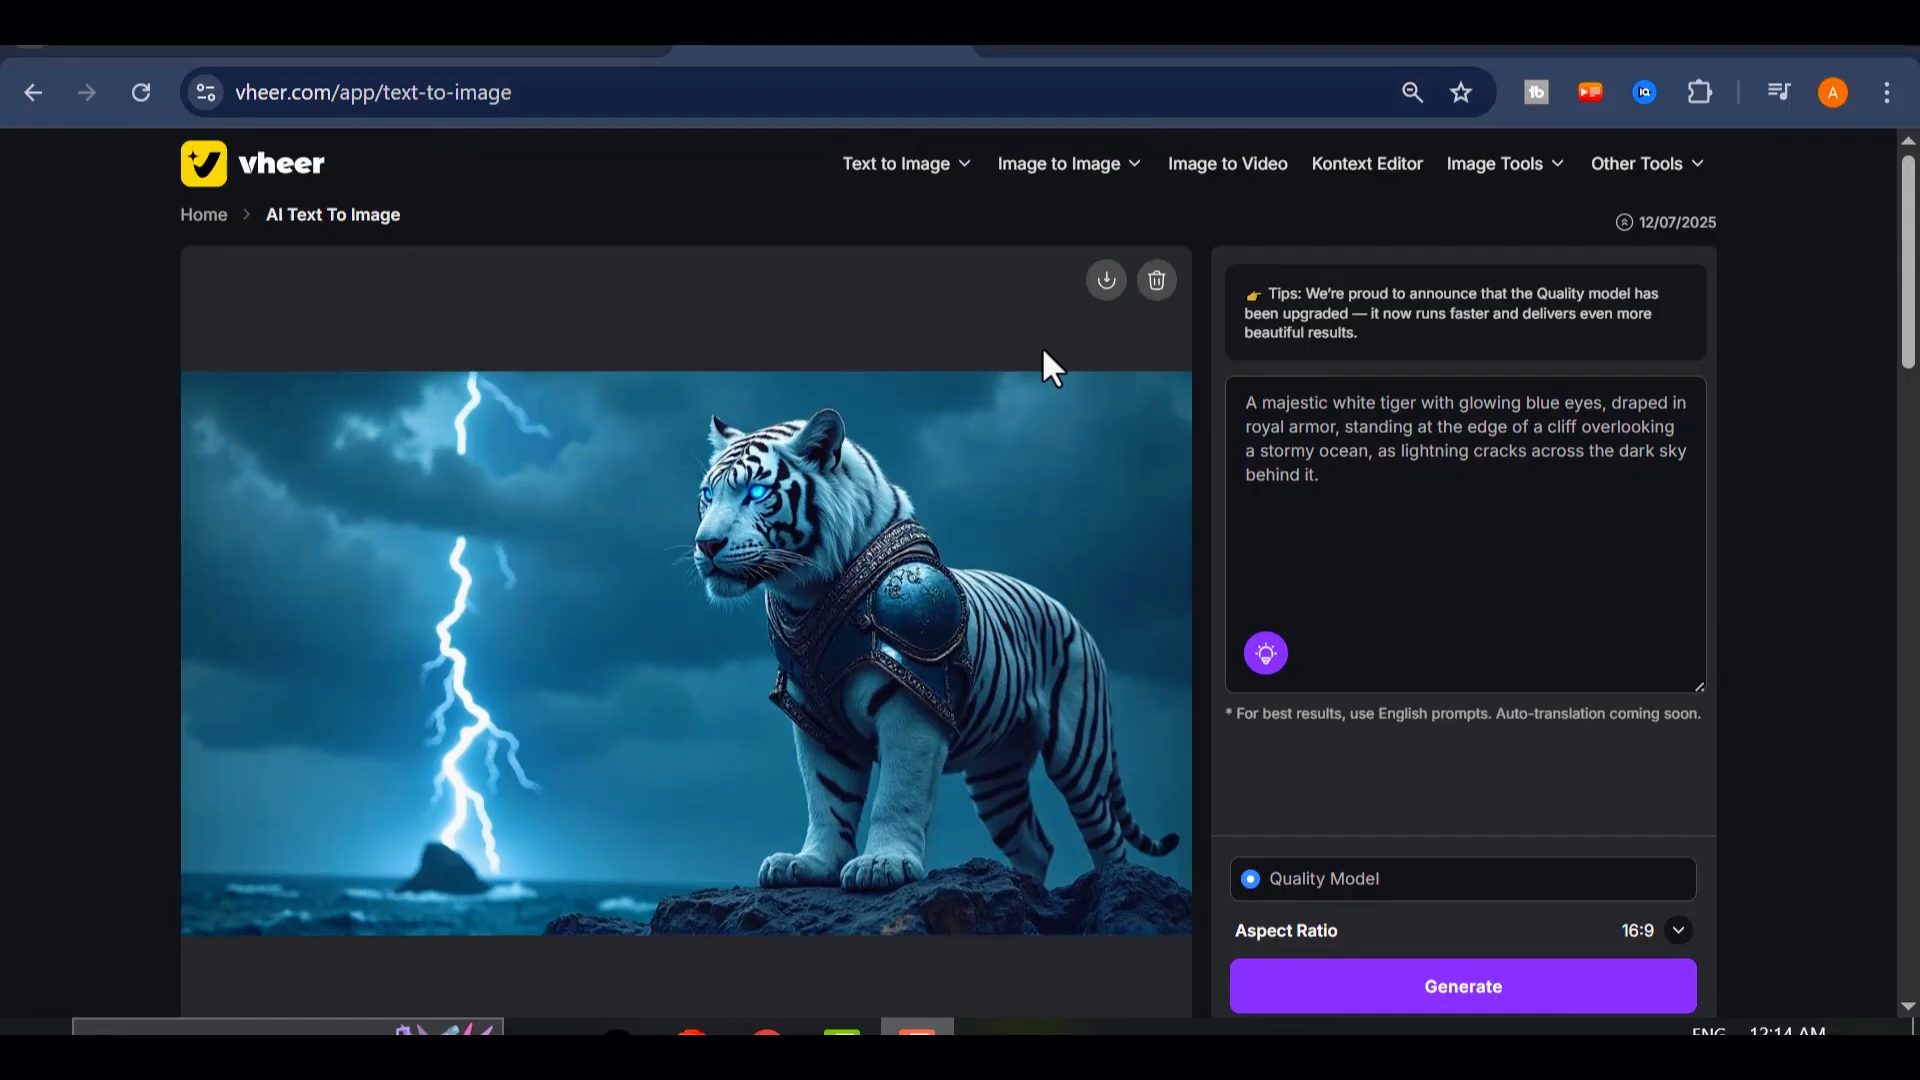 vheer.com/app/text-to-image
A
vheer
Text to Image
Image to Image
Image to Video
Kontext Editor
Image Tools
Other Tools
Home
AI Text To Image
12/07/2025
Tips: We're proud to announce that the Quality model has
been upgraded — it now runs faster and delivers even more
beautiful results.
A majestic white tiger with glowing blue eyes, draped in
royal armor, standing at the edge of a cliff overlooking
a stormy ocean, as lightning cracks across the dark sky
behind it.
* For best results, use English prompts. Auto-translation coming soon.
Quality Model
Aspect Ratio
16:9
Generate
ENG
12:14 AM